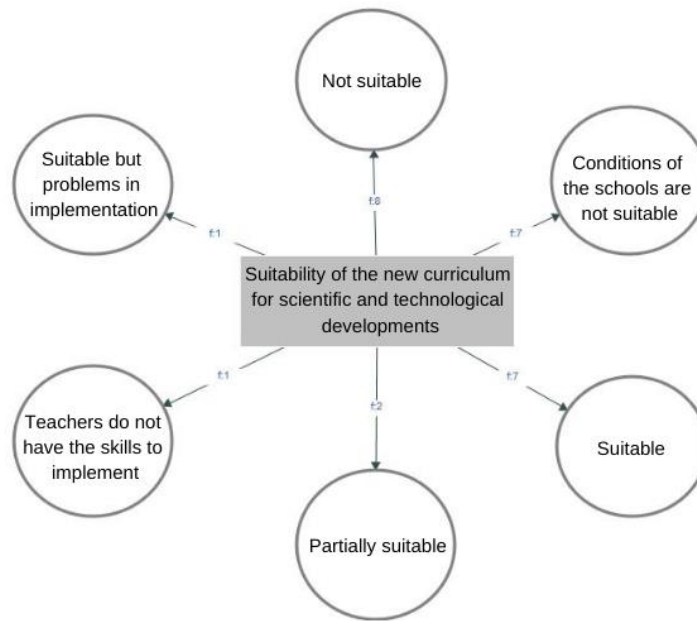 Not suitable
Suitable but
problems in
implementation
Conditions of
the schools are
not suitable
f:8
f:1
f:7
Suitability of the new curriculum
for scientific and technological
developments
f:1
f:2
f:7
Teachers do not
have the skills to
implement
Suitable
Partially suitable